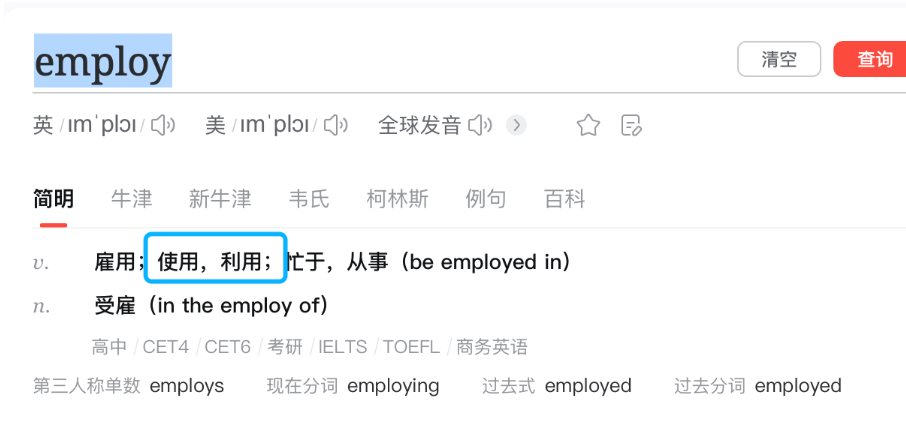 employ
清空
查询
英 /ɪmˈplɔɪ/ 美 /ɪmˈplɔɪ/ 全球发音
简明 牛津 新牛津 韦氏 柯林斯 例句 百科
v. 雇用；使用，利用；忙于，从事（be employed in）
n. 受雇（in the employ of）
高中 / CET4 / CET6 / 考研 / IELTS / TOEFL / 商务英语
第三人称单数 employs 现在分词 employing 过去式 employed 过去分词 employed